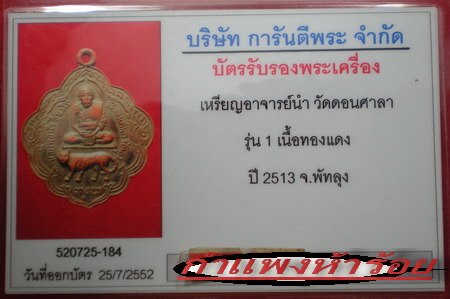 บริษัท การันตีพระ จำกัด
บัตรรับรองพระเครื่อง
เหรียญอาจารย์นำ วัดดอนศาลา
รุ่น 1 เนื้อทองแดง
ปี 2513 จ.พัทลุง
520725-184
วันที่ออกบัตร 25/7/2552
กำแพงห้าร้อย